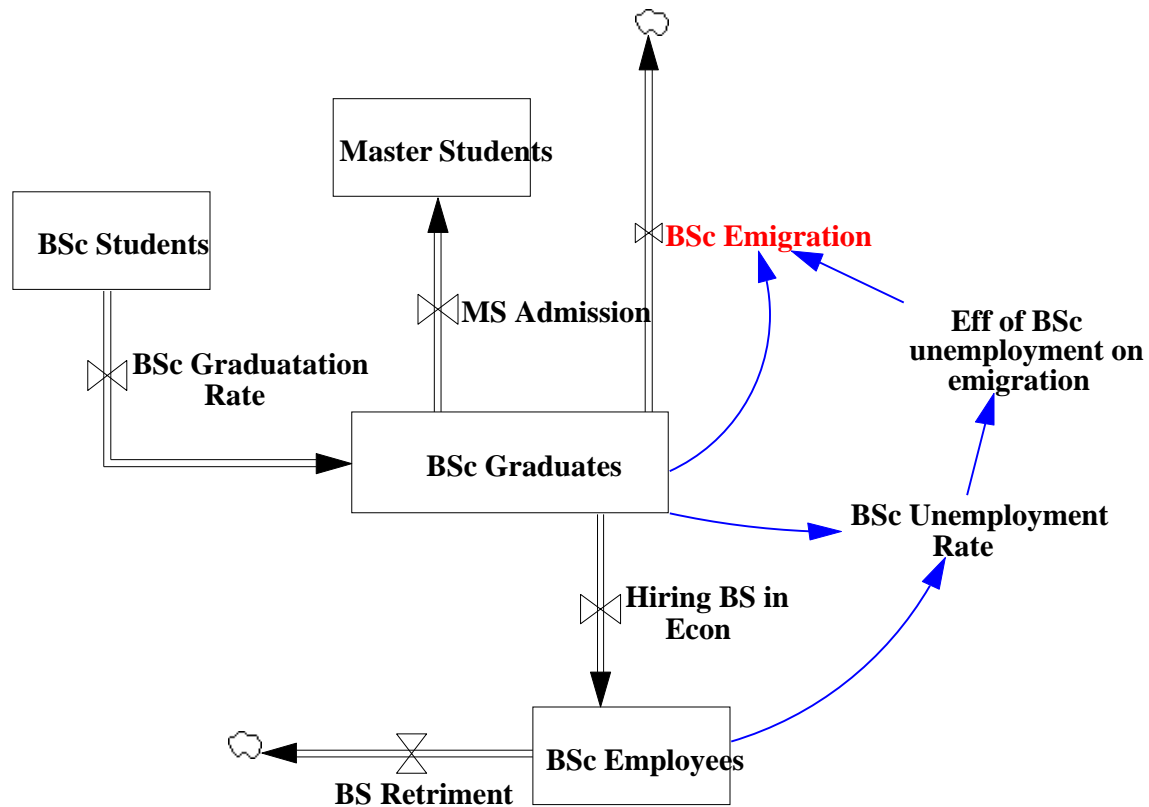 Master Students
BSc Students
BSc Emigration
MS Admission
Eff of BSc
unemployment on
emigration
BSc Graduatation
Rate
BSc Graduates
BSc Unemployment
Rate
Hiring BS in
Econ
BSc Employees
BS Retriment